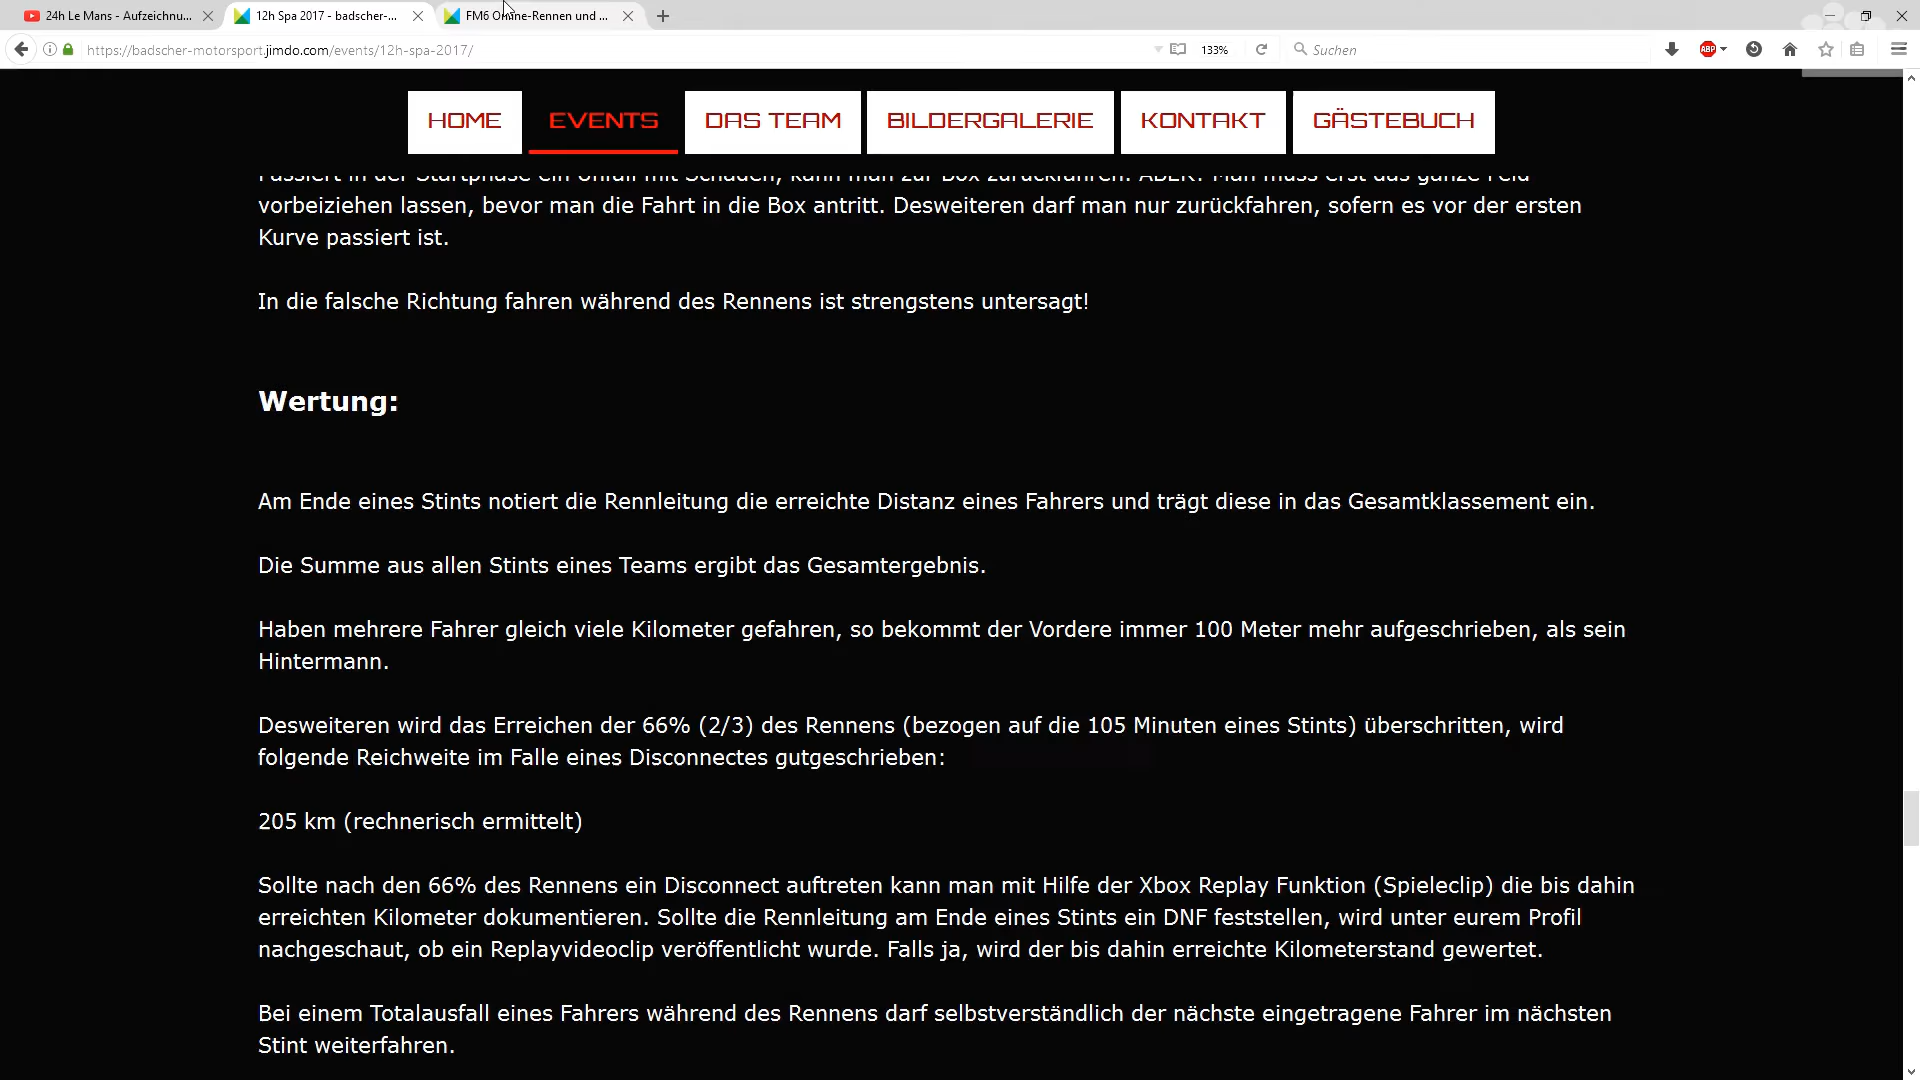 24h Le Mans - Aufzeichnu...
12h Spa 2017 - badscher-...
FM6 Online-Rennen und ...
https://badscher-motorsport.jimdo.com/events/12h-spa-2017/
133%
Suchen
ABP
HOME
EVENTS
DAS TEAM
BILDERGALERIE
KONTAKT
GÄSTEBUCH
Passiert in der Startphase ein Unfall mit Schaden, kann man zur Box zurückfahren. ABER: Man muss erst das ganze Feld
vorbeiziehen lassen, bevor man die Fahrt in die Box antritt. Desweiteren darf man nur zurückfahren, sofern es vor der ersten
Kurve passiert ist.
In die falsche Richtung fahren während des Rennens ist strengstens untersagt!
Wertung:
Am Ende eines Stints notiert die Rennleitung die erreichte Distanz eines Fahrers und trägt diese in das Gesamtklassement ein.
Die Summe aus allen Stints eines Teams ergibt das Gesamtergebnis.
Haben mehrere Fahrer gleich viele Kilometer gefahren, so bekommt der Vordere immer 100 Meter mehr aufgeschrieben, als sein
Hintermann.
Desweiteren wird das Erreichen der 66% (2/3) des Rennens (bezogen auf die 105 Minuten eines Stints) überschritten, wird
folgende Reichweite im Falle eines Disconnectes gutgeschrieben:
205 km (rechnerisch ermittelt)
Sollte nach den 66% des Rennens ein Disconnect auftreten kann man mit Hilfe der Xbox Replay Funktion (Spieleclip) die bis dahin
erreichten Kilometer dokumentieren. Sollte die Rennleitung am Ende eines Stints ein DNF feststellen, wird unter eurem Profil
nachgeschaut, ob ein Replayvideoclip veröffentlicht wurde. Falls ja, wird der bis dahin erreichte Kilometerstand gewertet.
Bei einem Totalausfall eines Fahrers während des Rennens darf selbstverständlich der nächste eingetragene Fahrer im nächsten
Stint weiterfahren.